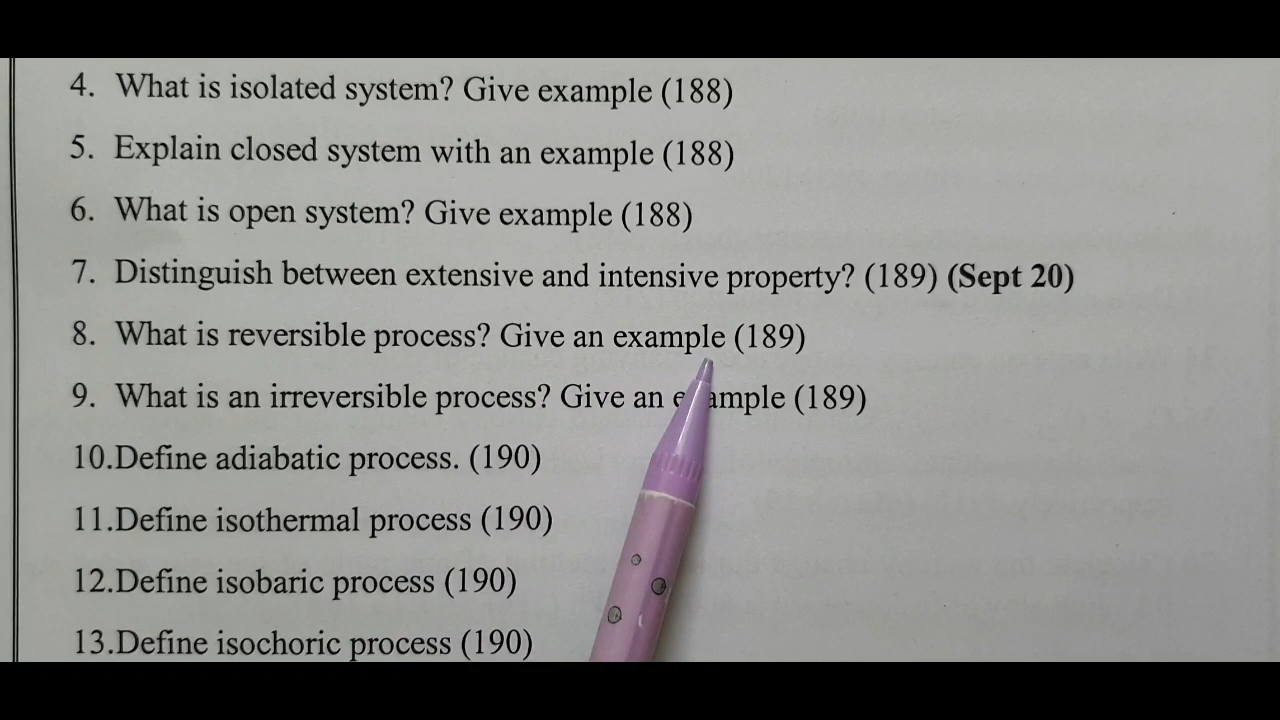 4. What is isolated system? Give example (188)
5. Explain closed system with an example (188)
6. What is open system? Give example (188)
7. Distinguish between extensive and intensive property? (189) (Sept 20)
8. What is reversible process? Give an example (189)
9. What is an irreversible process? Give an example (189)
10.Define adiabatic process. (190)
11.Define isothermal process (190)
12.Define isobaric process (190)
13.Define isochoric process (190)